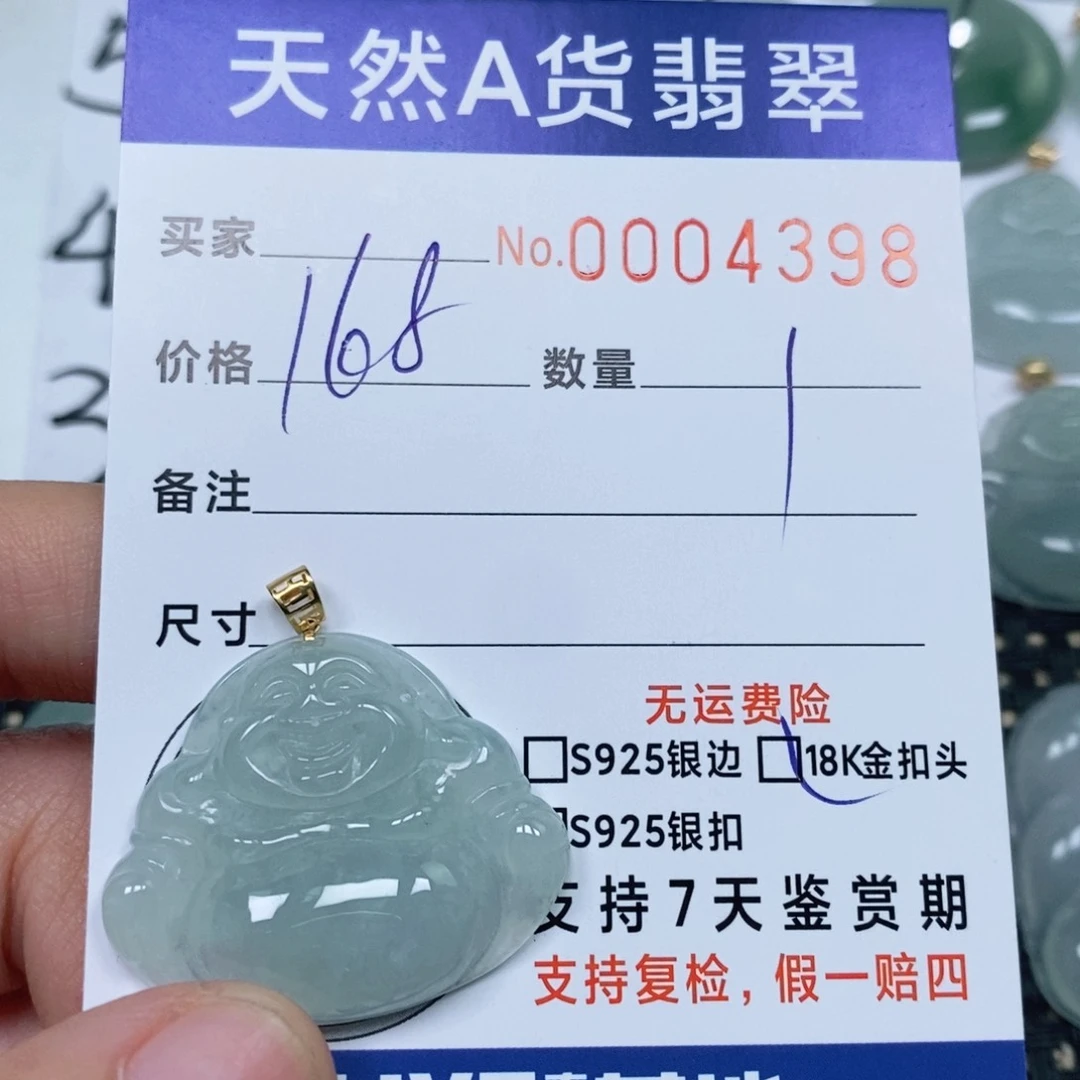 天然A货翡翠
买家 No.0004398
价格 168 数量 1
备注
尺寸
无运费险
S925银边 18K金扣头
S925银扣
支持7天鉴赏期
支持复检，假一赔四
5
4
2